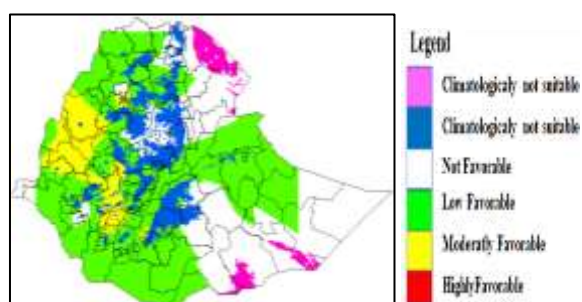 Legend
Climatologicaly not suitable
Climatologicaly not suitable
Not Favorable
Low Favorable
Moderatly Favorable
Highly Favorable